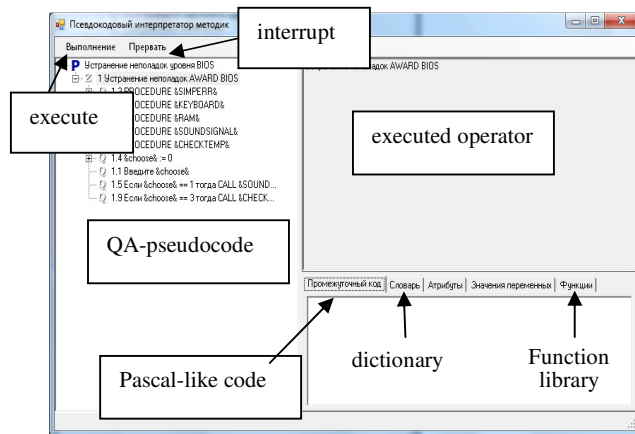 Псевдокодовый интерпретатор методик
interrupt
Выполнение Прервать
P Устранение неполадок уровня BIOS
1 Устранение неполадок AWARD BIOS
неполадок AWARD BIOS
PROCEDURE &SIMPERR&
execute
PROCEDURE &KEYBOARD&
PROCEDURE &RAM&
PROCEDURE &SOUNDSIGNAL&
PROCEDURE &CHECKTEMP&
executed operator
1.4 &choose& := 0
1.1 Введите &choose&
1.5 Если &choose& == 1 тогда CALL &SOUND...
1.9 Если &choose& == 3 тогда CALL &CHECK...
QA-pseudocode
Промежуточный код Словарь Атрибуты Значения переменных Функции
Pascal-like code
dictionary
Function
library